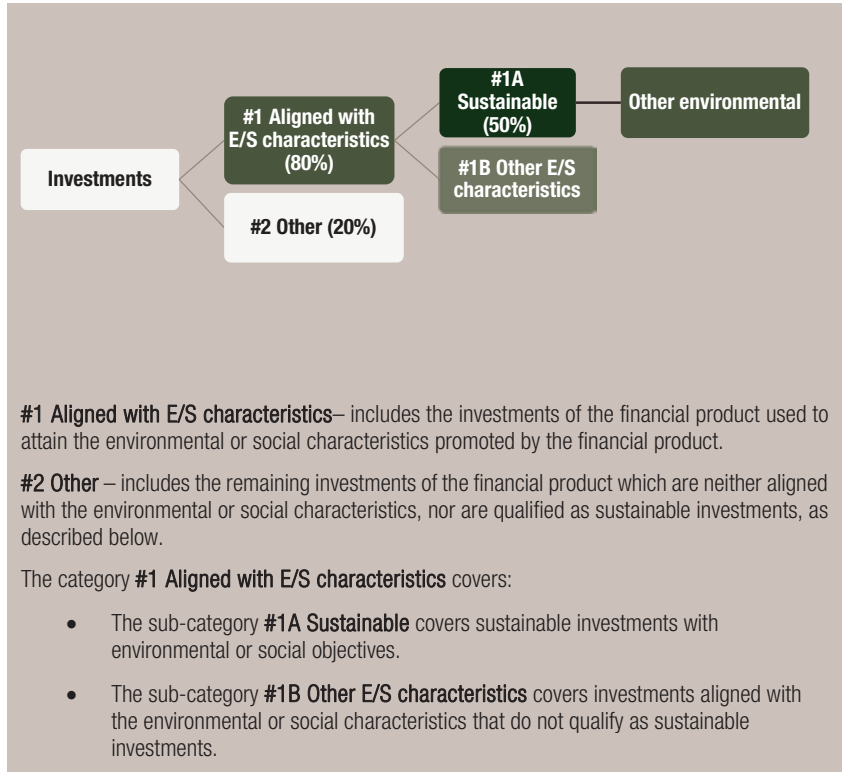 #1A
Sustainable
(50%)
Other environmental
#1 Aligned with
E/S characteristics
(80%)
#1B Other E/S
characteristics
Investments
#2 Other (20%)
#1 Aligned with E/S characteristics– includes the investments of the financial product used to
attain the environmental or social characteristics promoted by the financial product.
#2 Other – includes the remaining investments of the financial product which are neither aligned
with the environmental or social characteristics, nor are qualified as sustainable investments, as
described below.
The category #1 Aligned with E/S characteristics covers:
• The sub-category #1A Sustainable covers sustainable investments with
environmental or social objectives.
• The sub-category #1B Other E/S characteristics covers investments aligned with
the environmental or social characteristics that do not qualify as sustainable
investments.